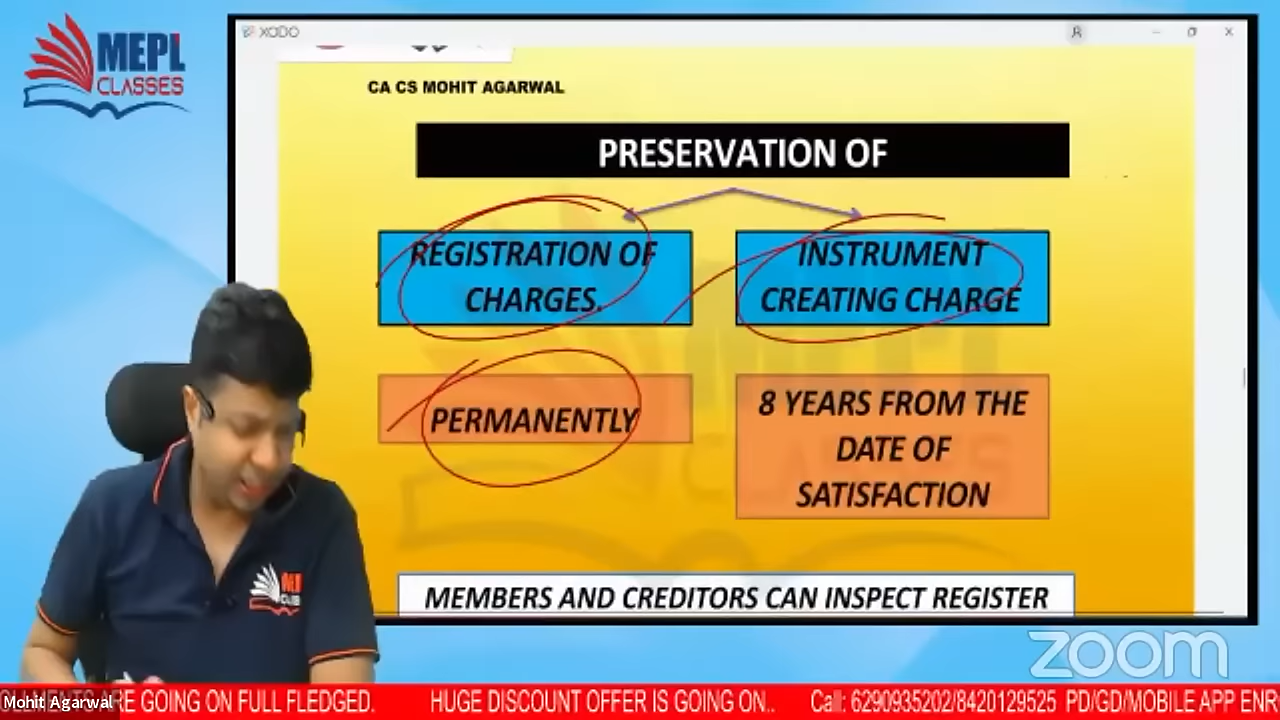 MEPL
CLASSES
XODO
CA CS MOHIT AGARWAL
PRESERVATION OF
REGISTRATION OF
CHARGES.
INSTRUMENT
CREATING CHARGE
PERMANENTLY
8 YEARS FROM THE
DATE OF
SATISFACTION
MEMBERS AND CREDITORS CAN INSPECT REGISTER
zoom
Mohit Agarwal
ARE GOING ON FULL FLEDGED. HUGE DISCOUNT OFFER IS GOING ON.. Call: 6290935202/8420129525 PD/GD/MOBILE APP ENR